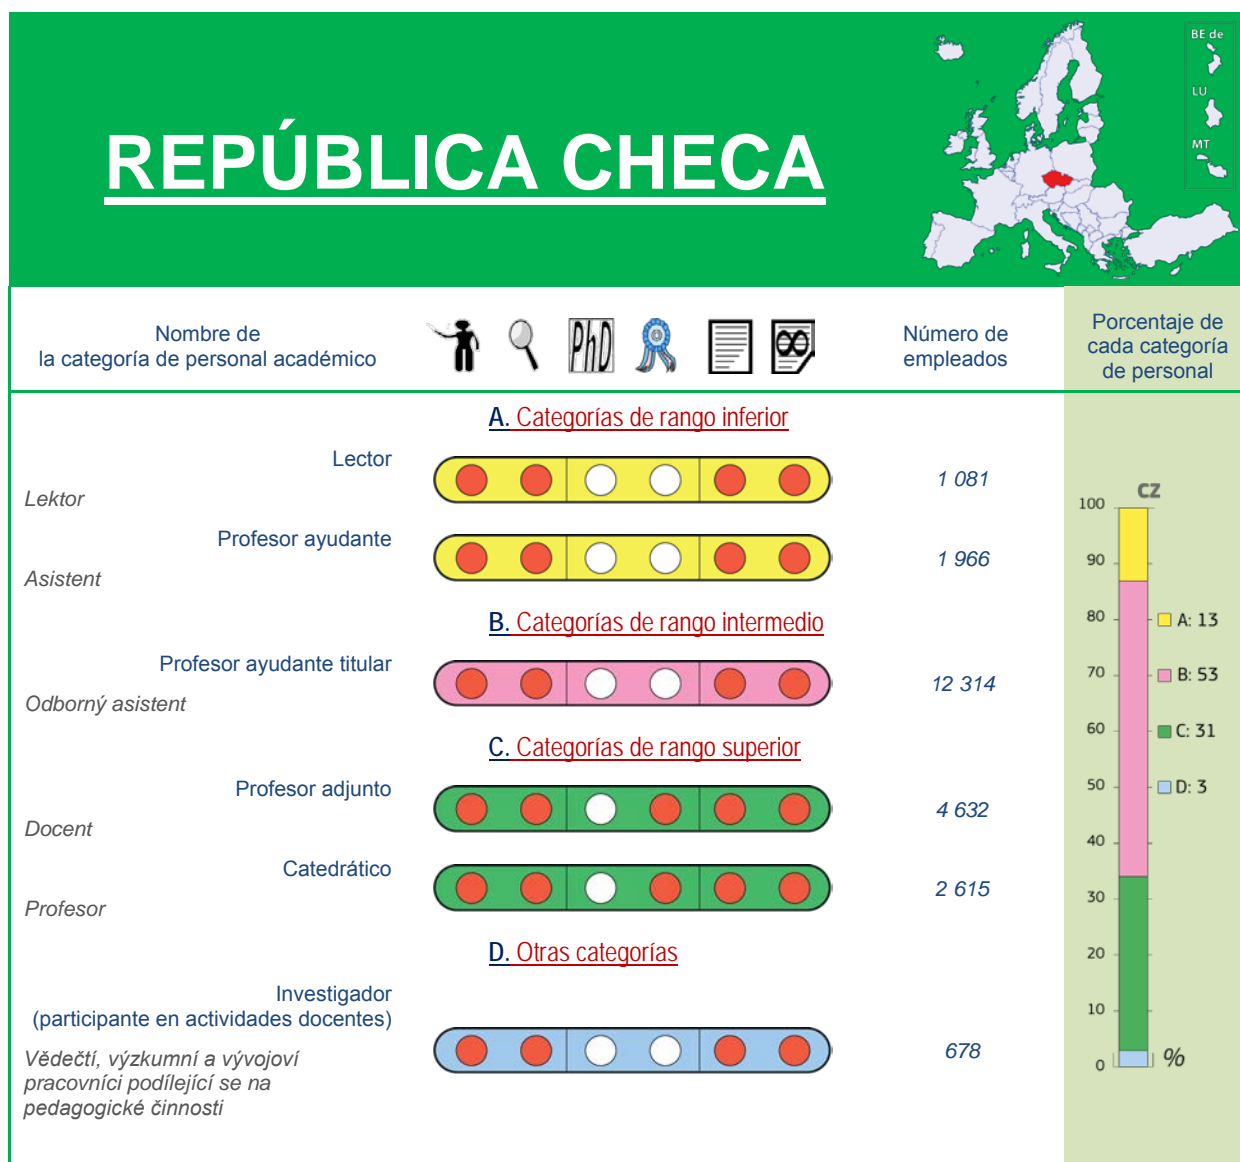 REPÚBLICA CHECA
BE de
LU
MT
Nombre de
la categoría de personal académico
PhD
Número de
empleados
Porcentaje de
cada categoría
de personal
A. Categorías de rango inferior
Lector
Lektor
1 081
Profesor ayudante
Asistent
1 966
B. Categorías de rango intermedio
Profesor ayudante titular
Odborný asistent
12 314
C. Categorías de rango superior
Profesor adjunto
Docent
4 632
Catedrático
Profesor
2 615
D. Otras categorías
Investigador
(participante en actividades docentes)
Vědečtí, výzkumní a vývojoví
pracovníci podílející se na
pedagogické činnosti
678
CZ
100
90
80
70
60
50
40
30
20
10
0
%
A: 13
B: 53
C: 31
D: 3